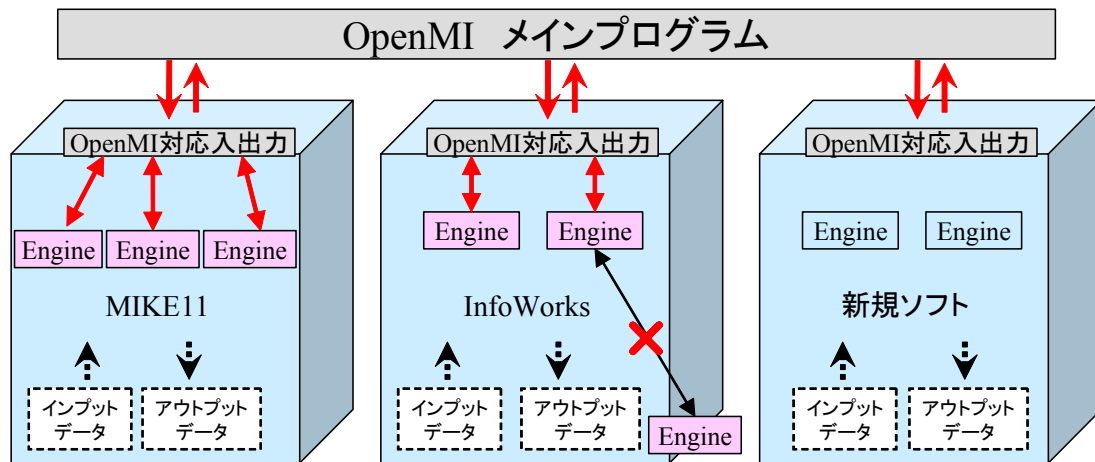 OpenMI メインプログラム
OpenMI対応入出力
Engine
Engine
Engine
MIKE11
インプット
データ
アウトプット
データ
OpenMI対応入出力
Engine
Engine
InfoWorks
インプット
データ
アウトプット
データ
Engine
OpenMI対応入出力
Engine
Engine
新規ソフト
インプット
データ
アウトプット
データ